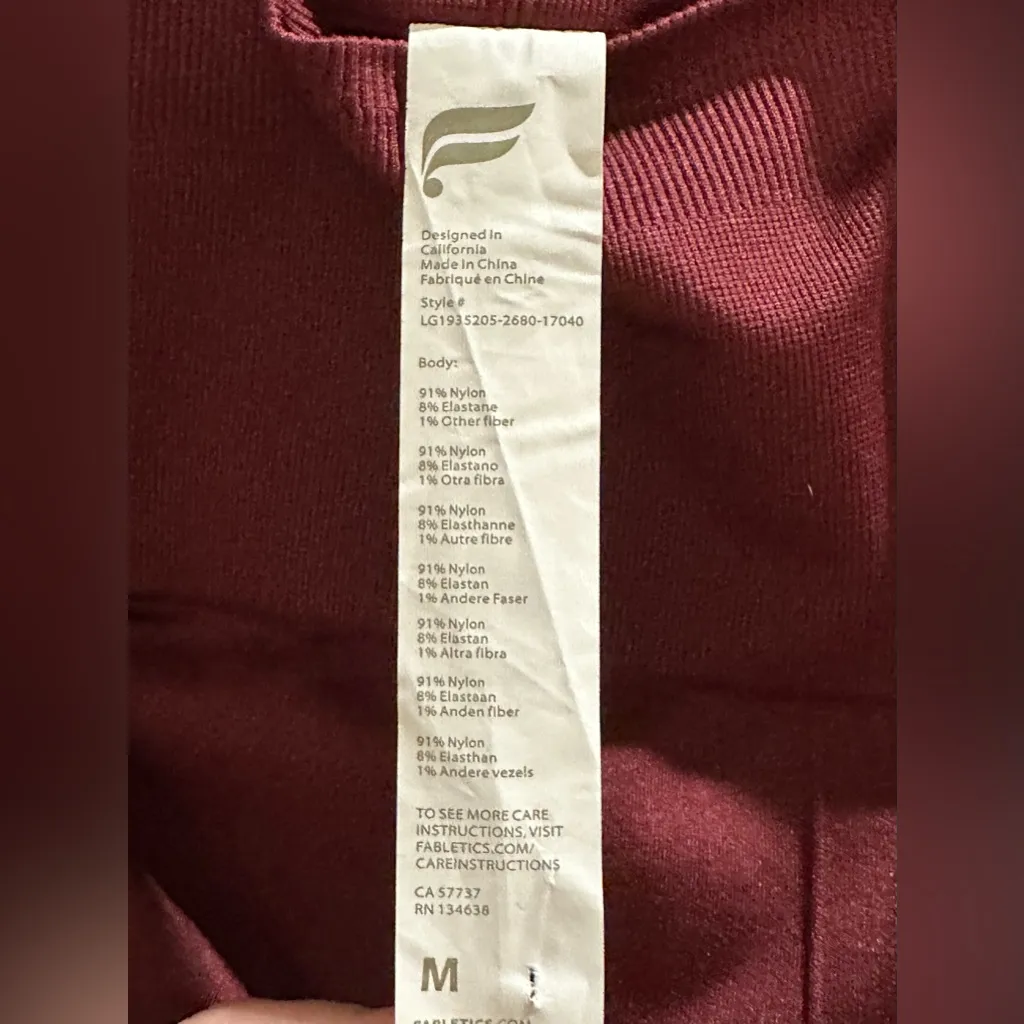 Designed in
California
Made in China
Fabriqué en Chine
Style #
LG1935205-2680-17040
Body:
91% Nylon
8% Elastane
1% Other fiber
91% Nylon
8% Elastano
1% Otra fibra
91% Nylon
8% Elasthanne
1% Autre fibre
91% Nylon
8% Elastan
1% Andere Faser
91% Nylon
8% Elastan
1% Altra fibra
91% Nylon
8% Elastaan
1% Anden fiber
91% Nylon
8% Elasthan
1% Andere vezels
TO SEE MORE CARE
INSTRUCTIONS, VISIT
FABLETICS.COM/
CAREINSTRUCTIONS
CA 57737
RN 134638
M
FABLETICS.COM